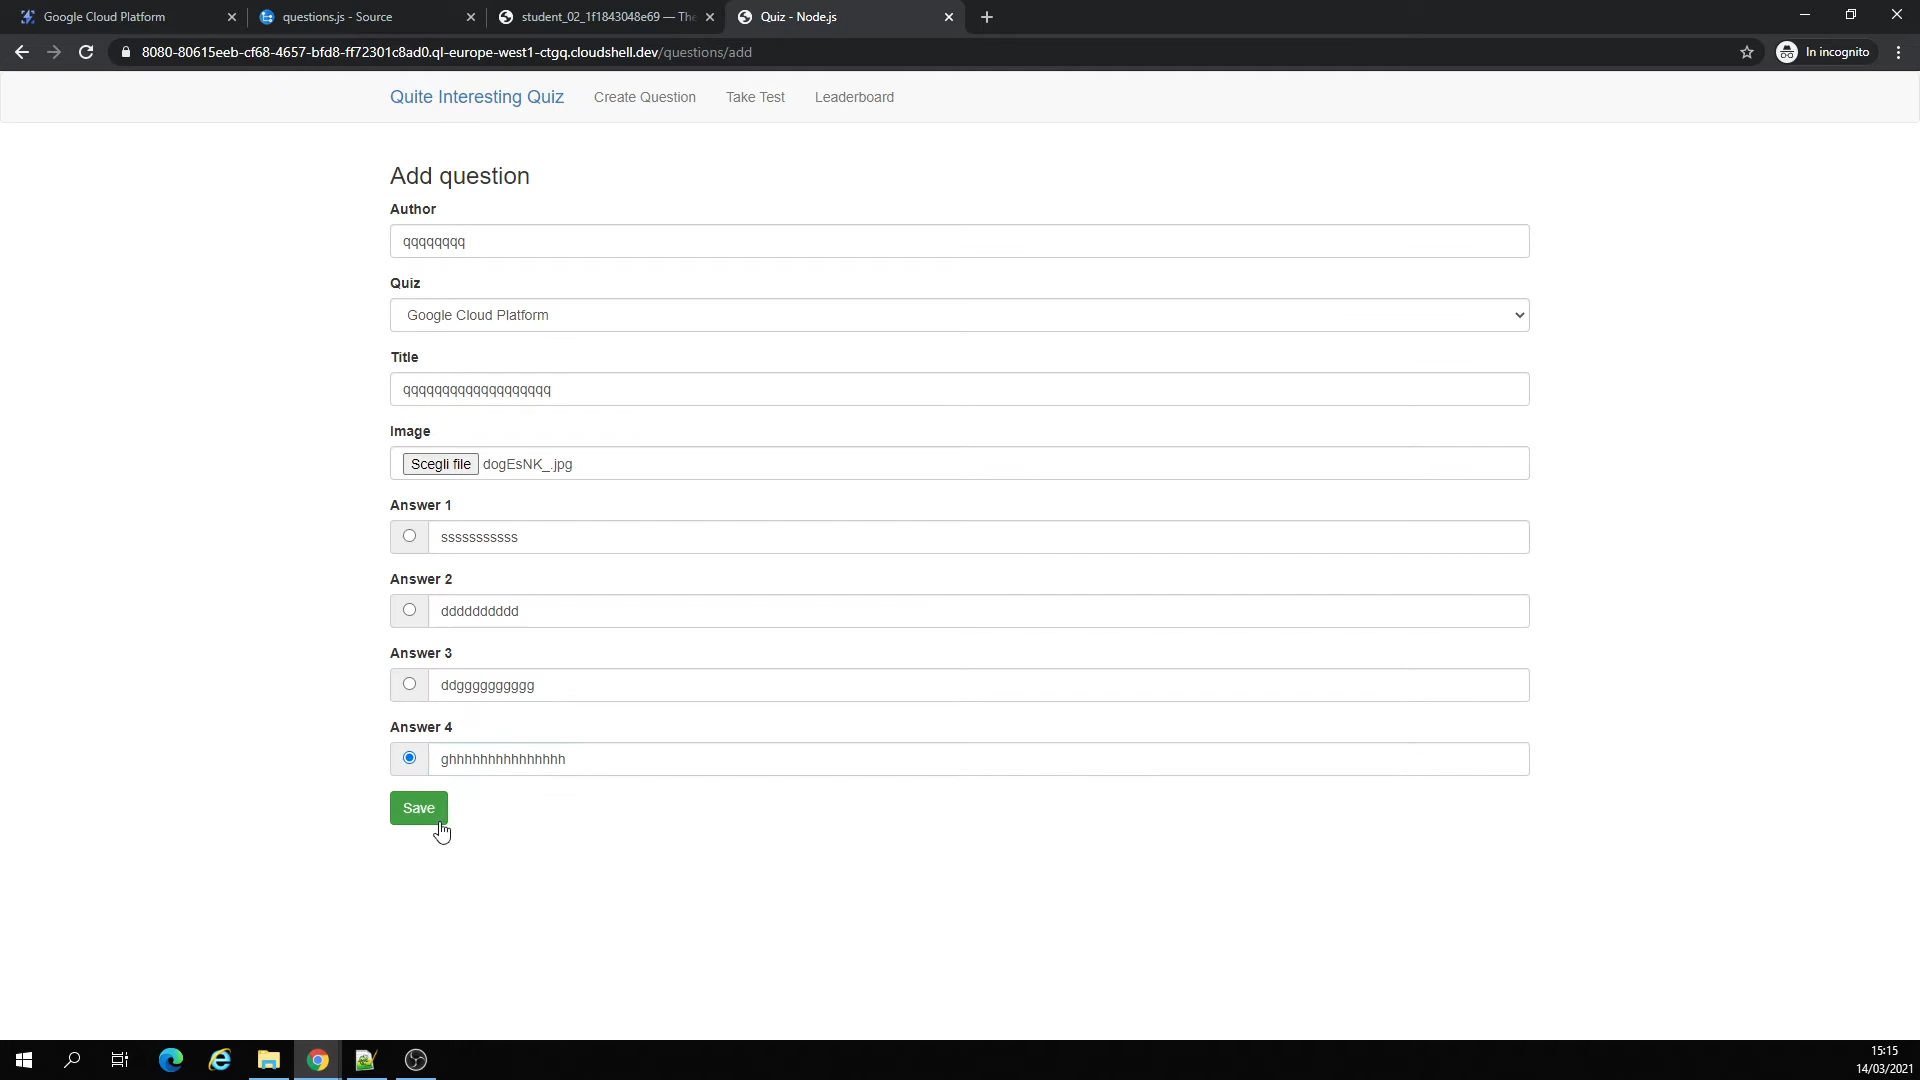 Google Cloud Platform
questions.js - Source
student_02_1f1843048e69 — The
Quiz - Node.js
8080-80615eeb-cf68-4657-bfd8-ff72301c8ad0.ql-europe-west1-ctgq.cloudshell.dev/questions/add
In incognito
Quite Interesting Quiz
Create Question
Take Test
Leaderboard
Add question
Author
qqqqqqqq
Quiz
Google Cloud Platform
Title
qqqqqqqqqqqqqqqqqqq
Image
Scegli file dogEsNK_.jpg
Answer 1
sssssssssss
Answer 2
dddddddddd
Answer 3
ddgggggggggg
Answer 4
ghhhhhhhhhhhhhhh
Save
15:15
14/03/2021